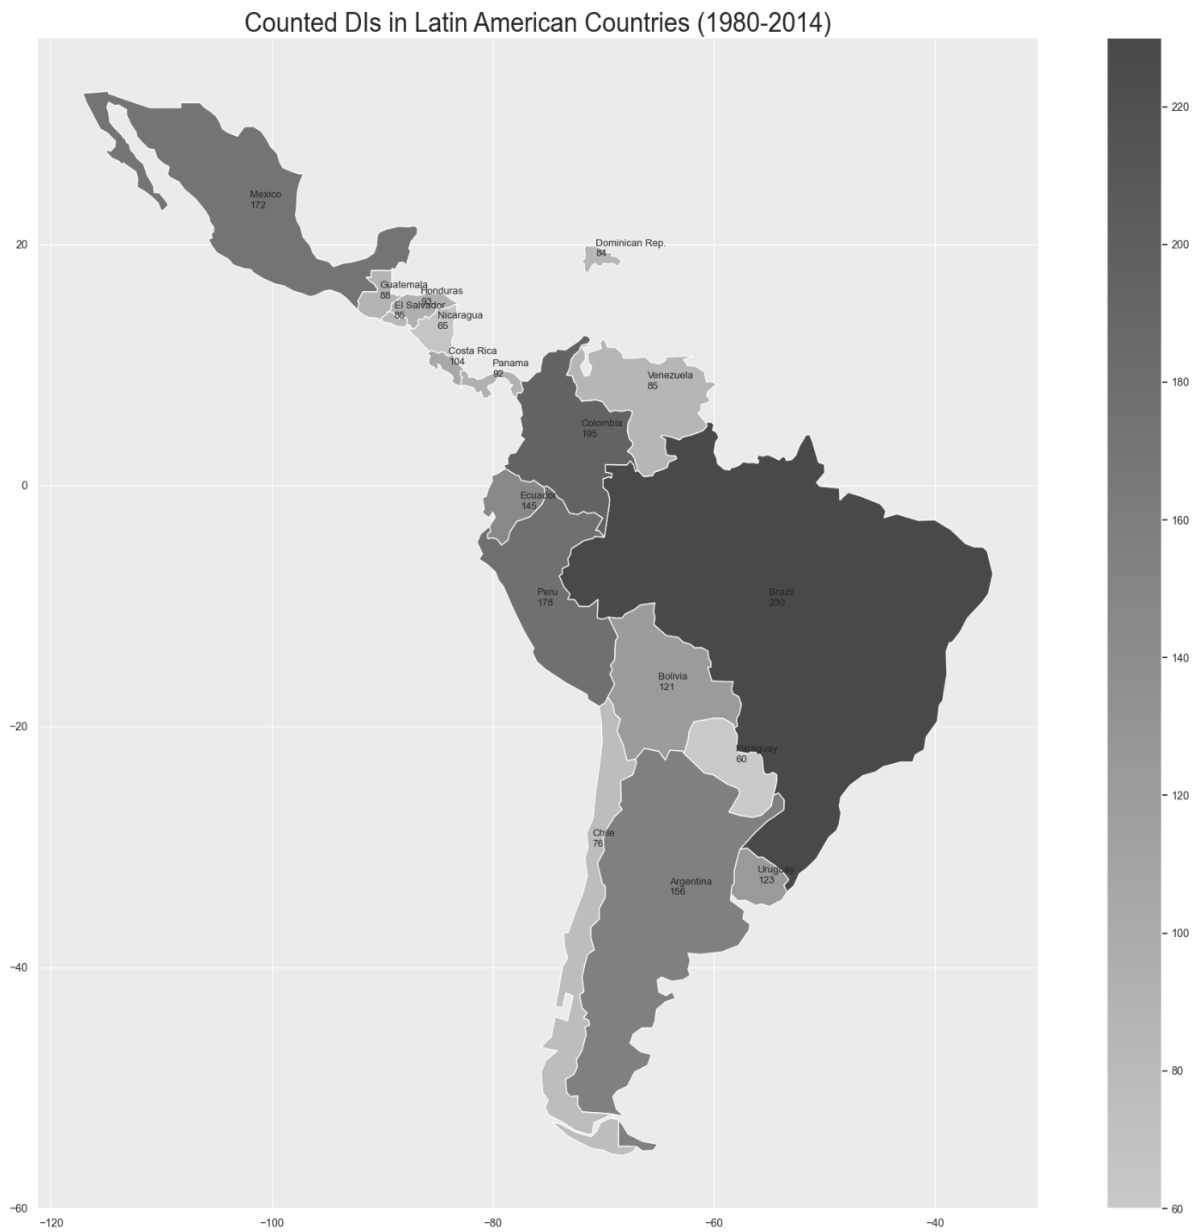 Counted DIs in Latin American Countries (1980-2014)
220
Mexico
172
20
Dominican Rep.
84
200
Guatemala
88
Honduras
93
El Salvador
85
Nicaragua
65
Costa Rica
104
Panama
92
Venezuela
85
180
Colombia
195
0
Ecuador
145
160
Peru
178
Brazil
230
140
Bolivia
121
−20
Paraguay
60
120
Chile
76
Uruguay
123
Argentina
156
100
−40
80
−60
60
−120
−100
−80
−60
−40